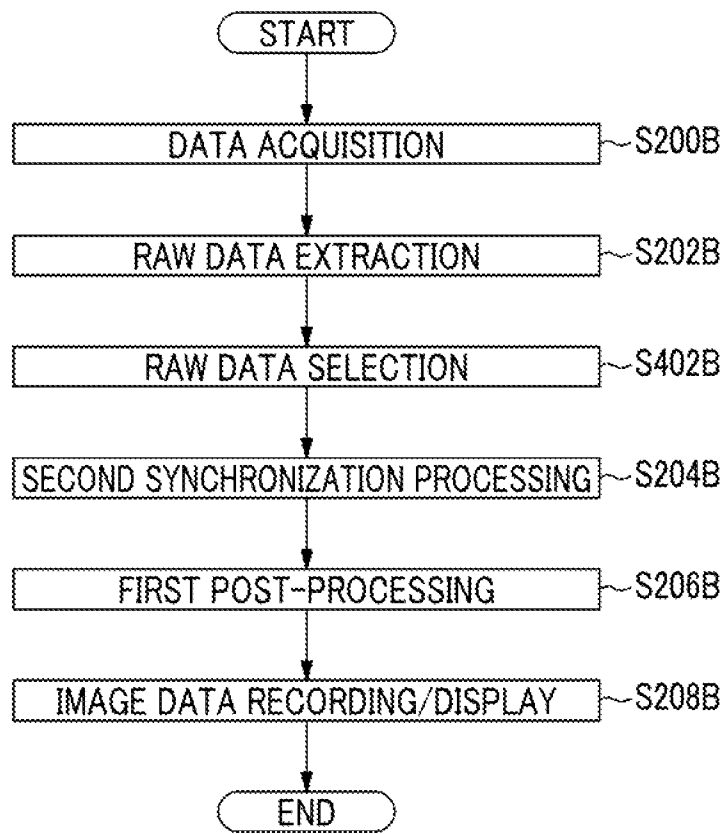 START
DATA ACQUISITION ~S200B
RAW DATA EXTRACTION ~S202B
RAW DATA SELECTION ~S402B
SECOND SYNCHRONIZATION PROCESSING ~S204B
FIRST POST-PROCESSING ~S206B
IMAGE DATA RECORDING/DISPLAY ~S208B
END